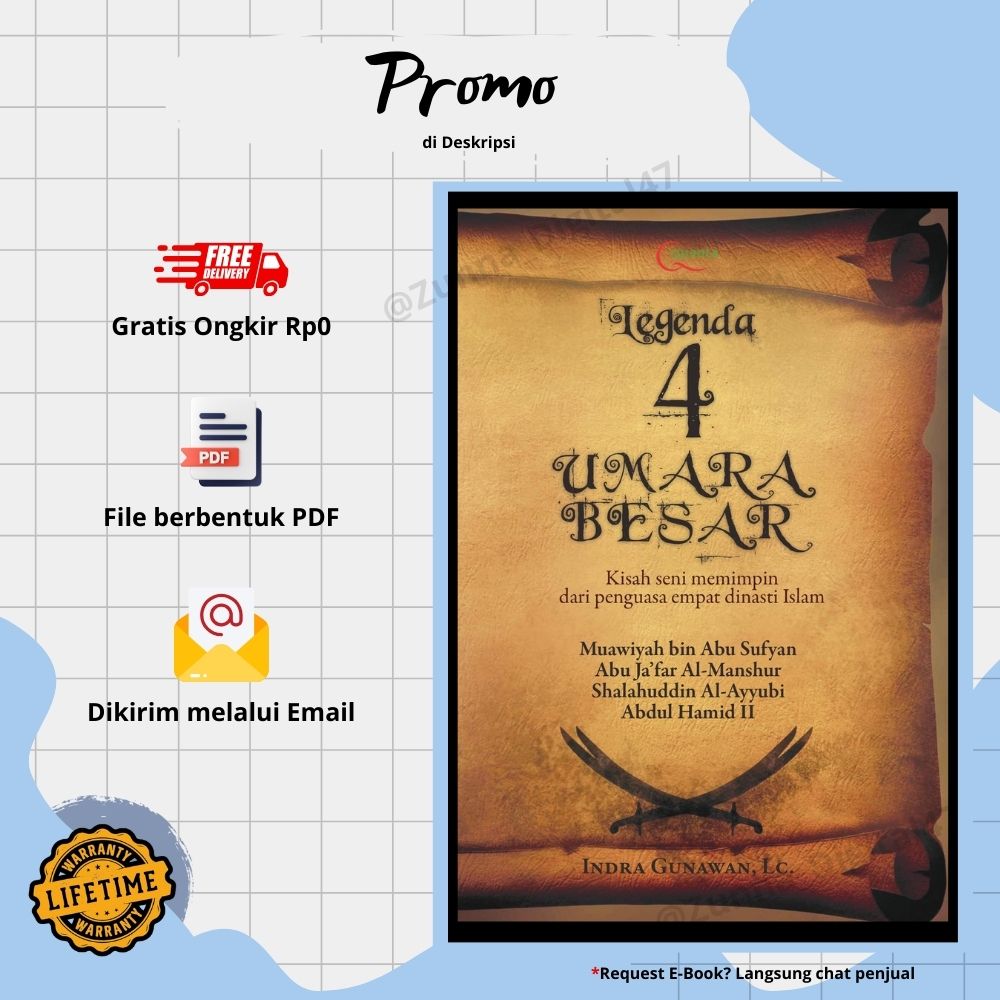 Promo
di Deskripsi
FREE
DELIVERY
Gratis Ongkir Rp0
PDF
File berbentuk PDF
@
Dikirim melalui Email
WARRANTY
LIFETIME
WARRANTY
Legenda
4
UMARA
BESAR
Kisah seni memimpin
dari penguasa empat dinasti Islam
Muawiyah bin Abu Sufyan
Abu Ja'far Al-Manshur
Shalahuddin Al-Ayyubi
Abdul Hamid II
INDRA GUNAWAN, LC.
*Request E-Book? Langsung chat penjual